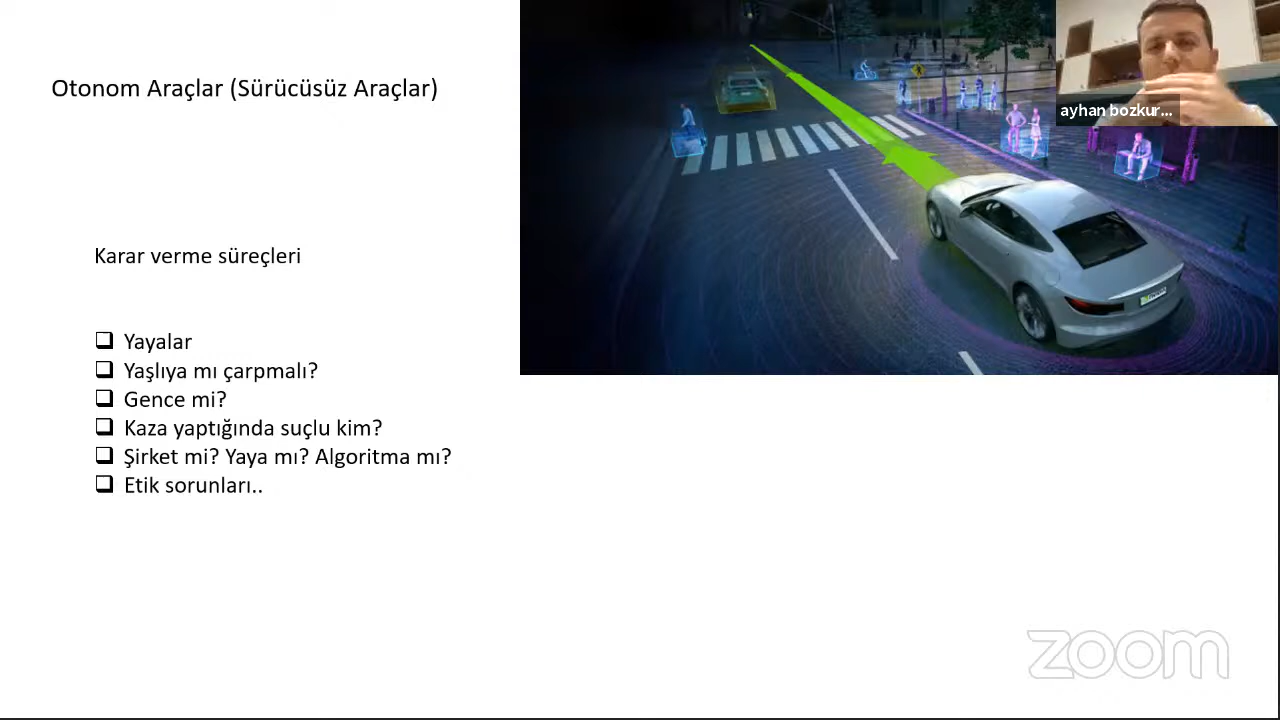 Otonom Araçlar (Sürücüsüz Araçlar)
ayhan bozkur...
Karar verme süreçleri
Yayalar
Yaşlıya mı çarpmalı?
Gence mi?
Kaza yaptığında suçlu kim?
Şirket mi? Yaya mı? Algoritma mı?
Etik sorunları..
zoom